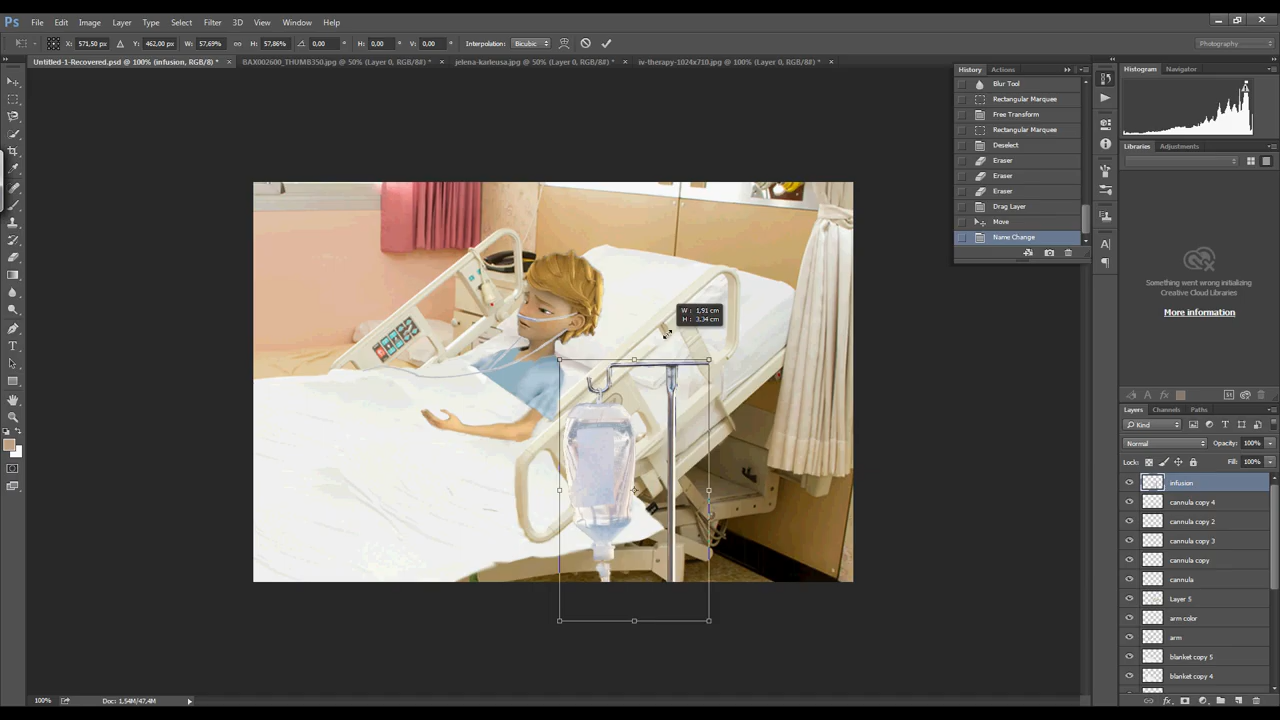 Ps File Edit Image Layer Type Select Filter 3D View Window Help
X: 571,50 px Y: 462,00 px W: 57,69% H: 57,86% 0,00 ° H: 0,00 ° V: 0,00 ° Interpolation: Bicubic Photography
Untitled-1-Recovered.psd @ 100% (infusion, RGB/8) * × BAX002600_THUMB350.jpg @ 50% (Layer 0, RGB/8#) * × jelena-karleusa.jpg @ 50% (Layer 0, RGB/8#) * × iv-therapy-1024x710.jpg @ 100% (Layer 0, RGB/8#) * ×
History Actions
Blur Tool
Rectangular Marquee
Free Transform
Rectangular Marquee
Deselect
Eraser
Eraser
Eraser
Drag Layer
Move
Name Change
Histogram Navigator
Libraries Adjustments
Something went wrong initializing
Creative Cloud Libraries
More information
W: 1,91 cm
H: 3,34 cm
Layers Channels Paths
Kind
Normal Opacity: 100%
Lock: Fill: 100%
infusion
cannula copy 4
cannula copy 2
cannula copy 3
cannula copy
cannula
Layer 5
arm color
arm
blanket copy 5
blanket copy 4
100% Doc: 1,54M/47,4M